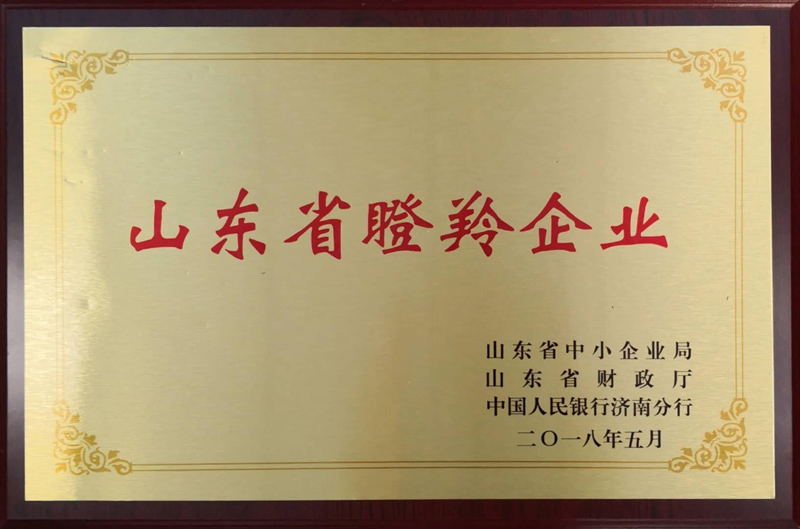 山东省瞪羚企业
山东省中小企业局
山东省财政厅
中国人民银行济南分行
二〇一八年五月